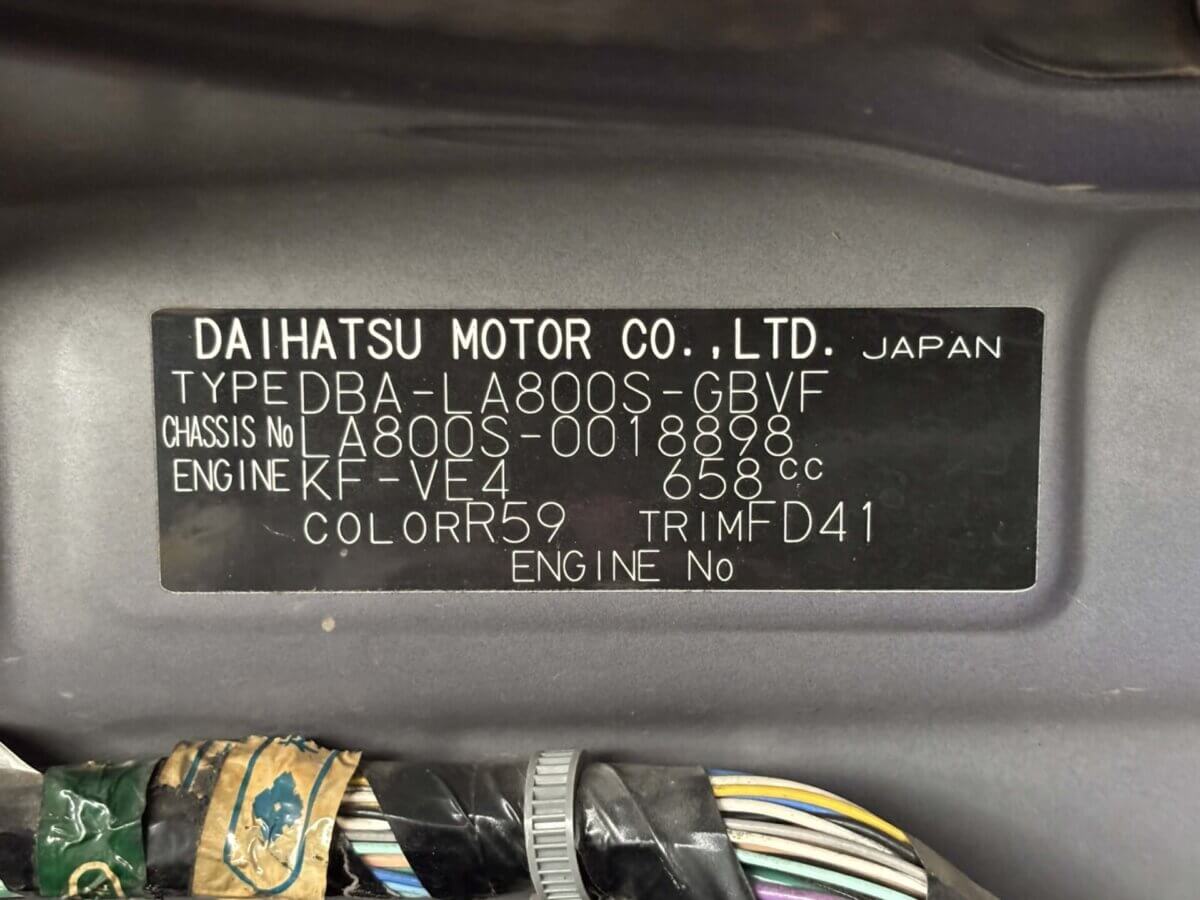 DAIHATSU MOTOR CO.,LTD. JAPAN
TYPE DBA-LA800S-GBVF
CHASSIS No LA800S-0018898
ENGINE KF-VE4 658cc
COLOR R59 TRIM FD41
ENGINE No